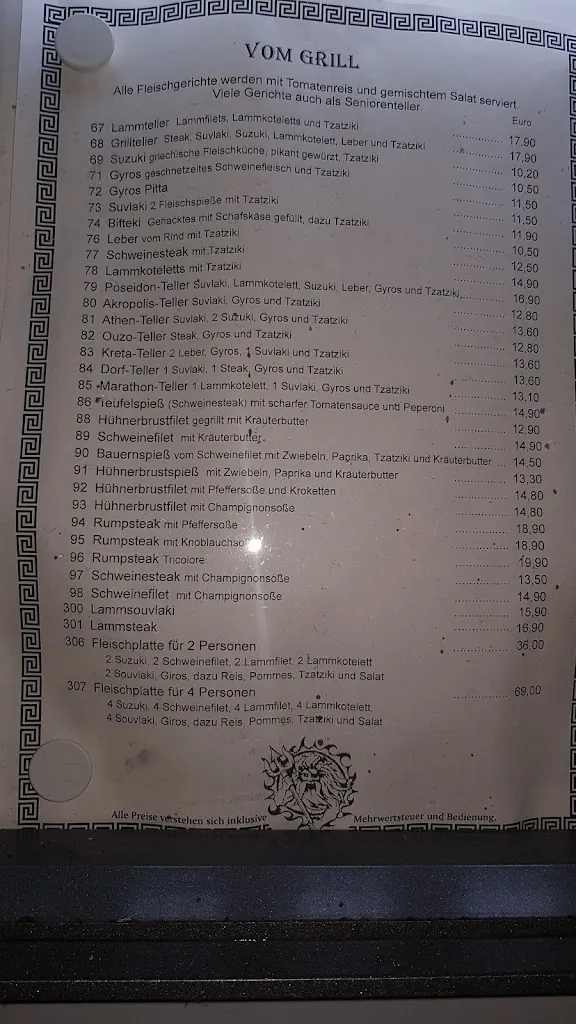 VOM GRILL
Alle Fleischgerichte werden mit Tomatenreis und gemischtem Salat serviert.
Viele Gerichte auch als Seniorenteller.
Euro
67 Lammteller Lammfilets, Lammkoteletts und Tzatziki ............... 17,90
68 Grillteller Steak, Suvlaki, Suzuki, Lammkotelett, Leber und Tzatziki ............... 17,90
69 Suzuki griechische Fleischküche, pikant gewürzt, Tzatziki ............... 10,20
71 Gyros geschnetzeltes Schweinefleisch und Tzatziki ............... 10,50
72 Gyros Pitta ............... 11,50
73 Suvlaki 2 Fleischspieße mit Tzatziki ............... 11,50
74 Bifteki Gehacktes mit Schafskäse gefüllt, dazu Tzatziki ............... 11,90
76 Leber vom Rind mit Tzatziki ............... 10,50
77 Schweinesteak mit Tzatziki ............... 12,50
78 Lammkoteletts mit Tzatziki ............... 14,90
79 Poseidon-Teller Suvlaki, Lammkotelett, Suzuki, Leber, Gyros und Tzatziki ............... 16,90
80 Akropolis-Teller Suvlaki, Gyros und Tzatziki ............... 12,80
81 Athen-Teller Suvlaki, 2 Suzuki, Gyros und Tzatziki ............... 13,60
82 Ouzo-Teller Steak, Gyros und Tzatziki ............... 12,80
83 Kreta-Teller 2 Leber, Gyros, 1 Suvlaki und Tzatziki ............... 13,60
84 Dorf-Teller 1 Suvlaki, 1 Steak, Gyros und Tzatziki ............... 13,60
85 Marathon-Teller 1 Lammkotelett, 1 Suvlaki, Gyros und Tzatziki ............... 13,10
86 Teufelspieß (Schweinesteak) mit scharfer Tomatensauce und Peperoni ............... 14,90
88 Hühnerbrustfilet gegrillt mit Kräuterbutter ............... 12,90
89 Schweinefilet mit Kräuterbutter ............... 14,90
90 Bauernspieß vom Schweinefilet mit Zwiebeln, Paprika, Tzatziki und Kräuterbutter ... 14,50
91 Hühnerbrustspieß mit Zwiebeln, Paprika und Kräuterbutter ............... 13,30
92 Hühnerbrustfilet mit Pfeffersoße und Kroketten ............... 14,80
93 Hühnerbrustfilet mit Champignonsoße ............... 14,80
94 Rumpsteak mit Pfeffersoße ............... 18,90
95 Rumpsteak mit Knoblauchsoße ............... 18,90
96 Rumpsteak Tricolore ............... 19,90
97 Schweinesteak mit Champignonsoße ............... 13,50
98 Schweinefilet mit Champignonsoße ............... 14,90
300 Lammsouvlaki ............... 15,90
301 Lammsteak ............... 16,90
306 Fleischplatte für 2 Personen ............... 36,00
2 Suzuki, 2 Schweinefilet, 2 Lammfilet, 2 Lammkotelett
2 Souvlaki, Giros, dazu Reis, Pommes, Tzatziki und Salat
307 Fleischplatte für 4 Personen ............... 69,00
4 Suzuki, 4 Schweinefilet, 4 Lammfilet, 4 Lammkotelett,
4 Souvlaki, Giros, dazu Reis, Pommes, Tzatziki und Salat
Alle Preise verstehen sich inklusive Mehrwertsteuer und Bedienung.